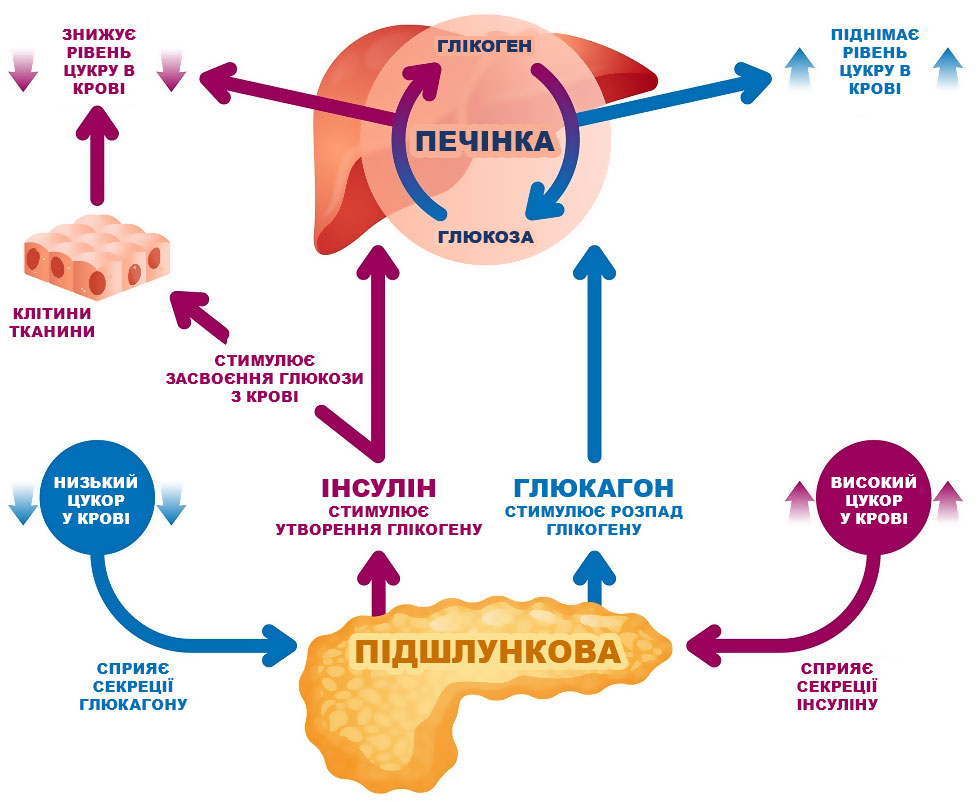 ЗНИЖУЄ
РІВЕНЬ
ЦУКРУ В
КРОВІ
ГЛІКОГЕН
ПЕЧІНКА
ГЛЮКОЗА
ПІДНІМАЄ
РІВЕНЬ
ЦУКРУ В
КРОВІ
КЛІТИНИ
ТКАНИНИ
СТИМУЛЮЄ
ЗАСВОЄННЯ ГЛЮКОЗИ
З КРОВІ
НИЗЬКИЙ
ЦУКОР
У КРОВІ
ІНСУЛІН
СТИМУЛЮЄ
УТВОРЕННЯ ГЛІКОГЕНУ
ГЛЮКАГОН
СТИМУЛЮЄ РОЗПАД
ГЛІКОГЕНУ
ВИСОКИЙ
ЦУКОР
У КРОВІ
ПІДШЛУНКОВА
СПРИЯЄ
СЕКРЕЦІЇ
ГЛЮКАГОНУ
СПРИЯЄ
СЕКРЕЦІЇ
ІНСУЛІНУ